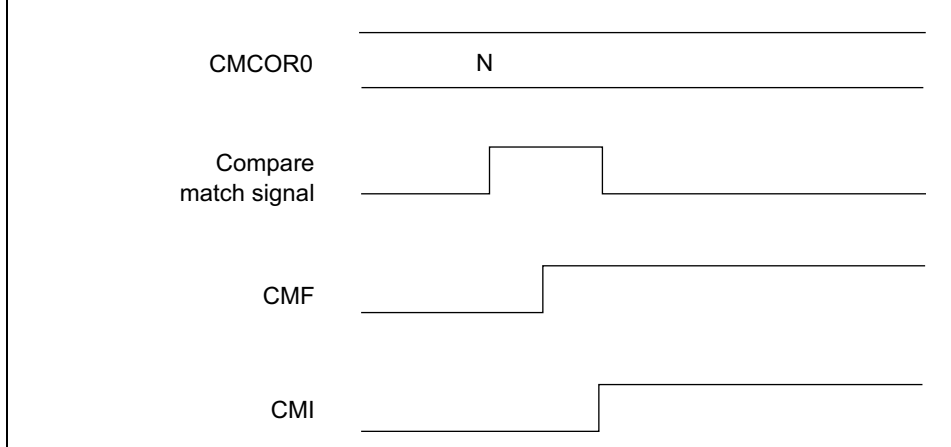 CMCOR0
N
Compare
match signal
CMF
CMI